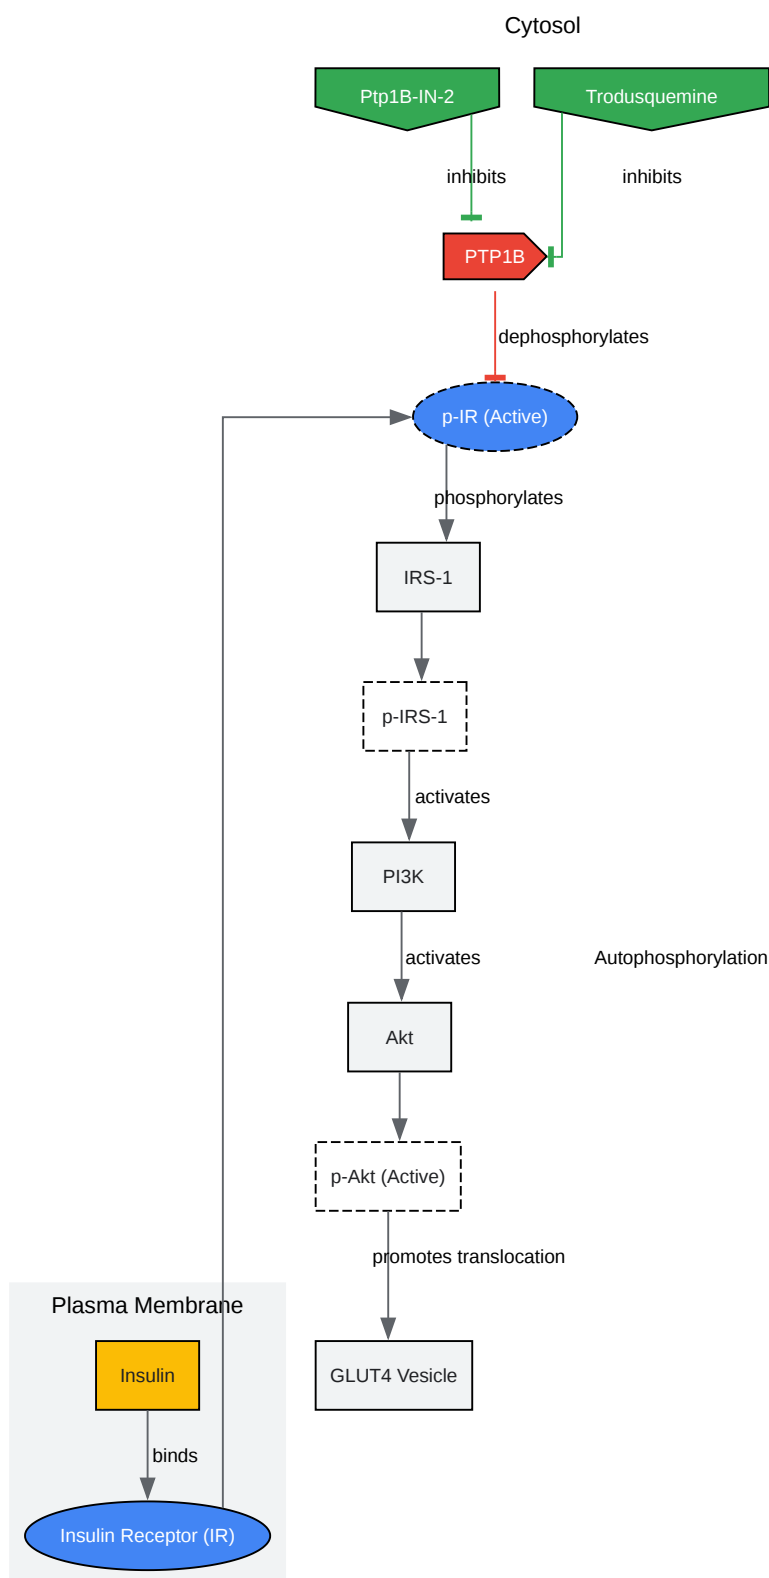 Cytosol
Ptp1B-IN-2
Trodusquemine
inhibits
inhibits
PTP1B
dephosphorylates
p-IR (Active)
phosphorylates
IRS-1
p-IRS-1
activates
PI3K
activates
Autophosphorylation
Akt
p-Akt (Active)
promotes translocation
Plasma Membrane
Insulin
GLUT4 Vesicle
binds
Insulin Receptor (IR)